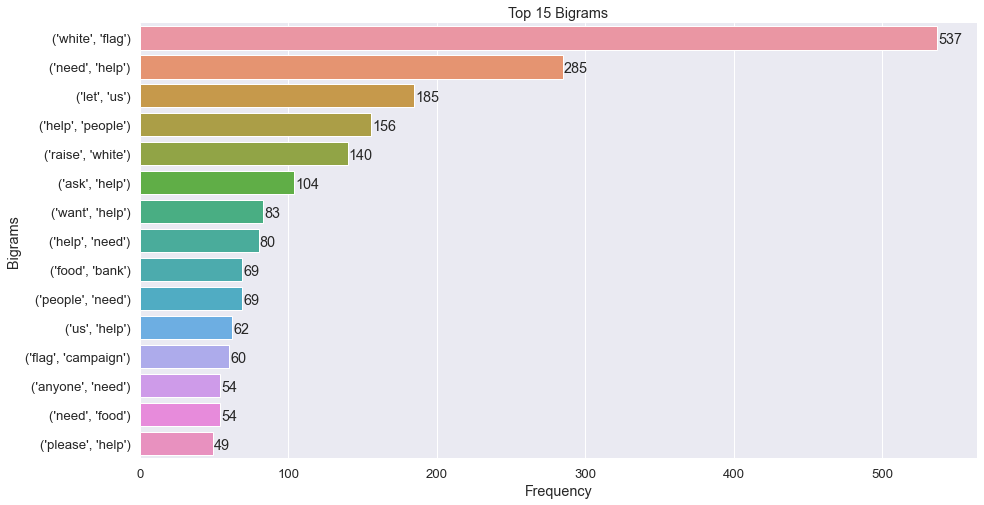 Top 15 Bigrams
('white', 'flag') 537
('need', 'help') 285
('let', 'us') 185
('help', 'people') 156
('raise', 'white') 140
('ask', 'help') 104
('want', 'help') 83
('help', 'need') 80
('food', 'bank') 69
('people', 'need') 69
('us', 'help') 62
('flag', 'campaign') 60
('anyone', 'need') 54
('need', 'food') 54
('please', 'help') 49
Bigrams
0 100 200 300 400 500
Frequency